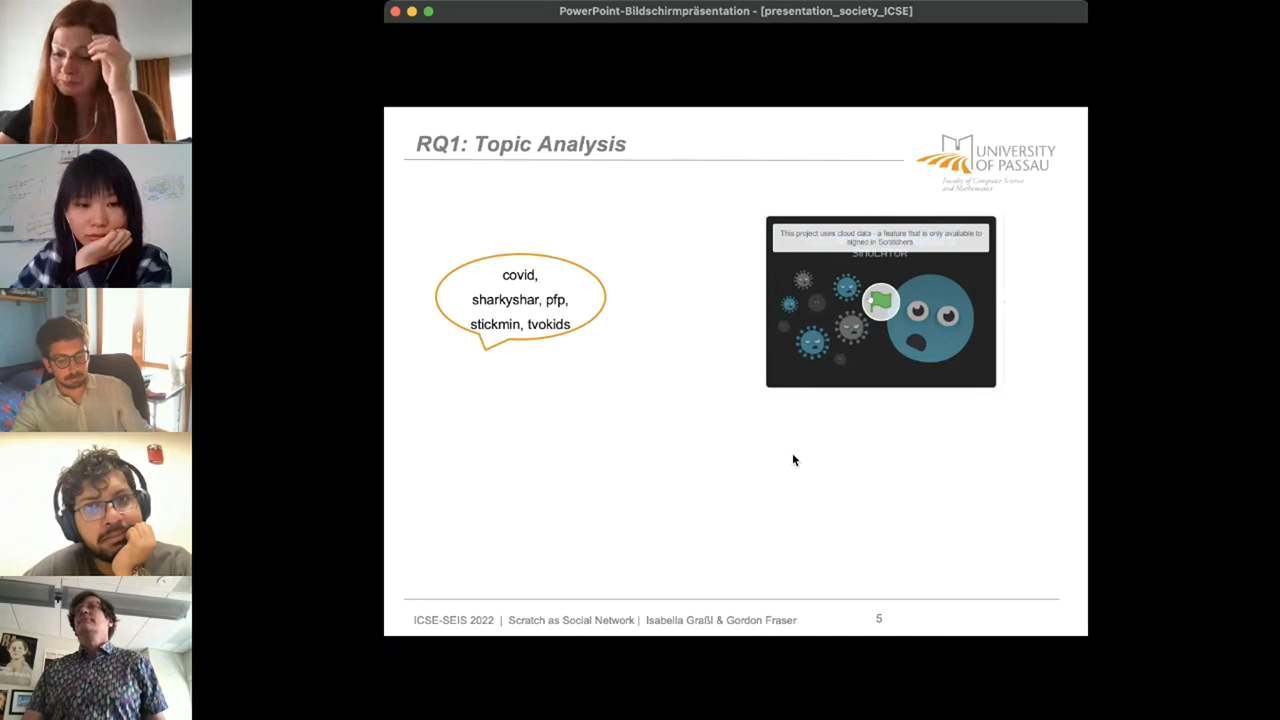 PowerPoint-Bildschirmpräsentation - [presentation_society_ICSE]
RQ1: Topic Analysis
UNIVERSITY
OF PASSAU
Faculty of Computer Science
and Mathematics
This project uses cloud data - a feature that is only available to
signed in Scratchers.
SIMULATOR
covid,
sharkyshar, pfp,
stickmin, tvokids
ICSE-SEIS 2022 | Scratch as Social Network | Isabella Graßl & Gordon Fraser
5